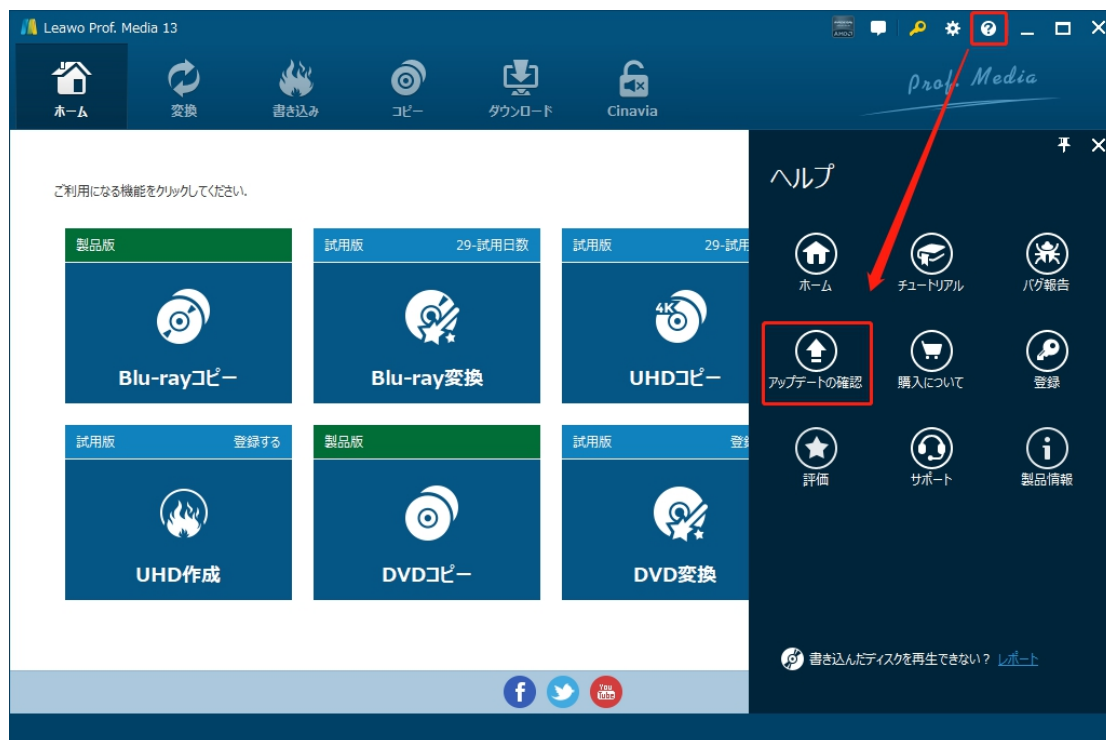 Leawo Prof. Media 13
AMD
ホーム
変換
書き込み
コピー
ダウンロード
Cinavia
Prof. Media
ご利用になる機能をクリックしてください.
製品版
Blu-rayコピー
試用版 29-試用日数
Blu-ray変換
試用版 29-試用
4K
UHDコピー
試用版 登録する
UHD作成
製品版
DVDコピー
試用版
DVD変換
ヘルプ
ホーム
チュートリアル
バグ報告
アップデートの確認
購入について
登録
評価
サポート
製品情報
書き込んだディスクを再生できない？ レポート
You
Tube